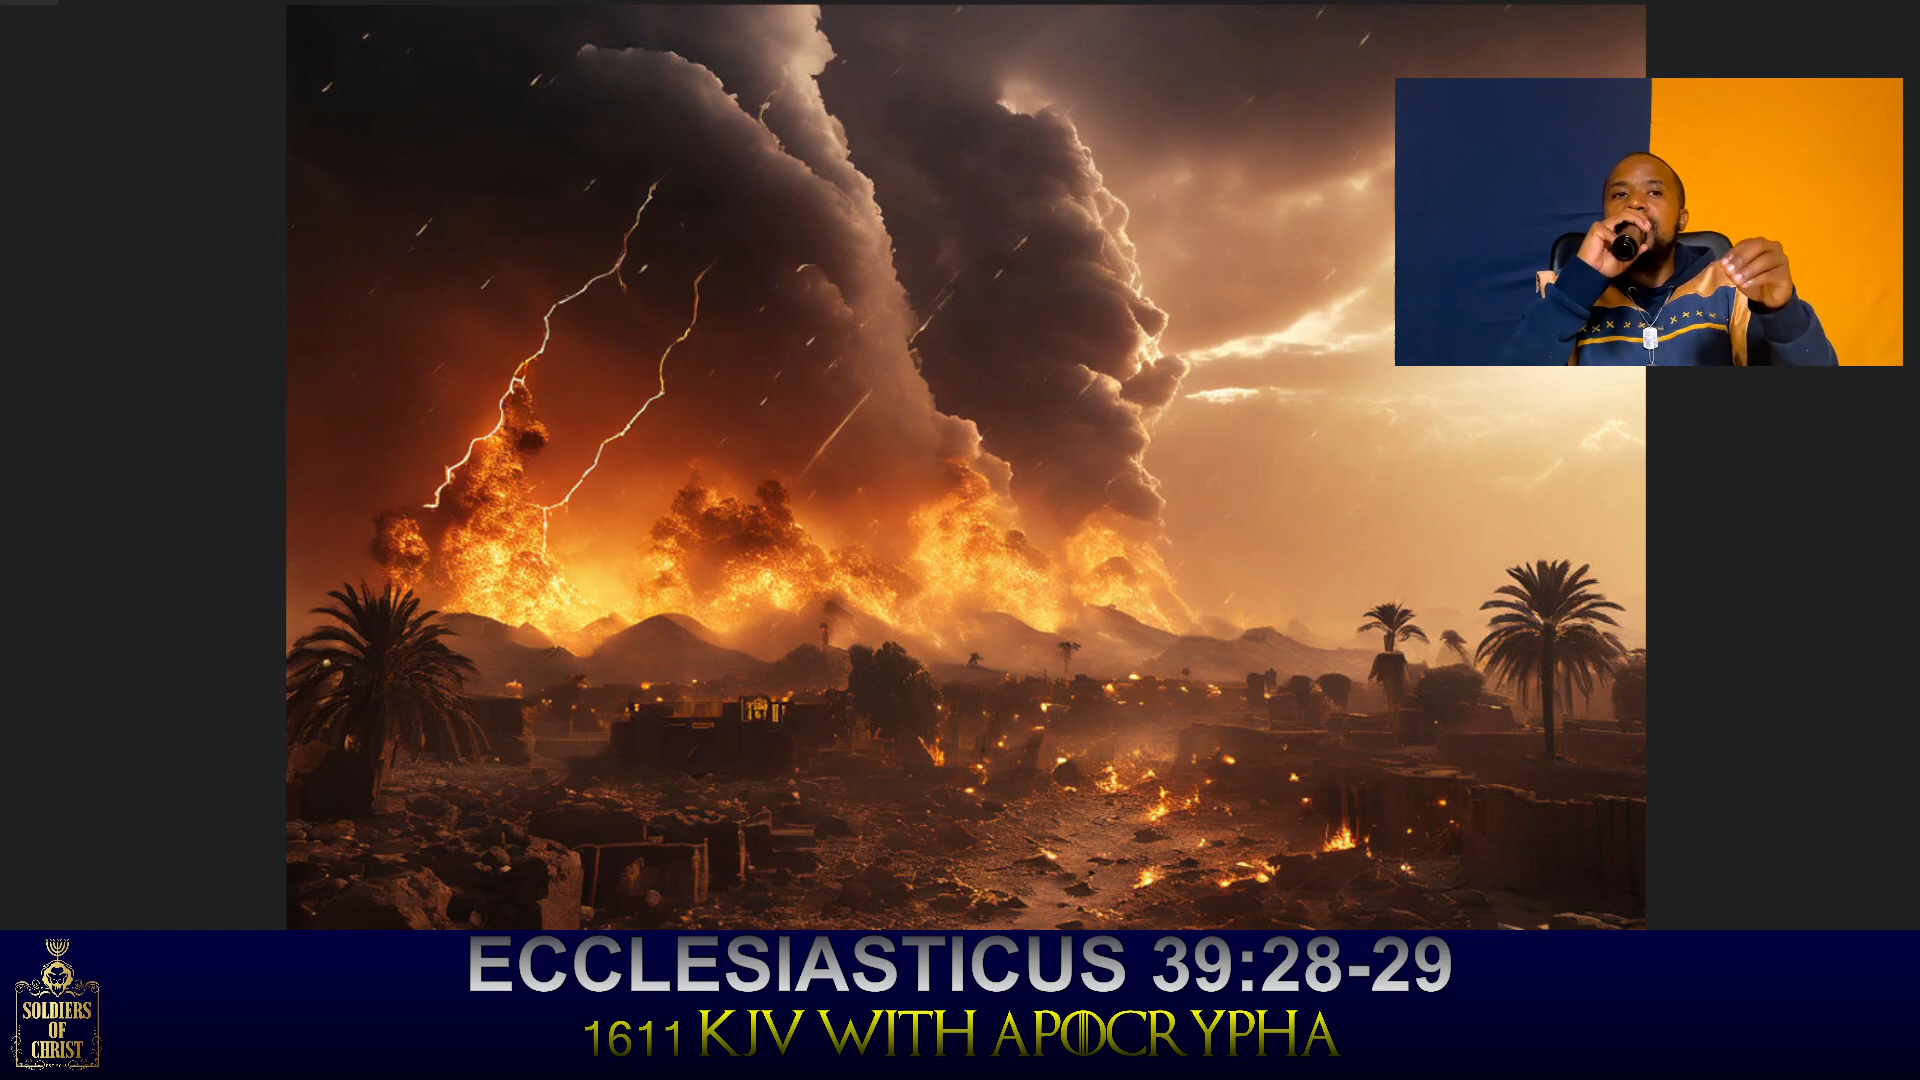 ECCLESIASTICUS 39:28-29
1611 KJV WITH APOCRYPHA
SOLDIERS
OF
CHRIST